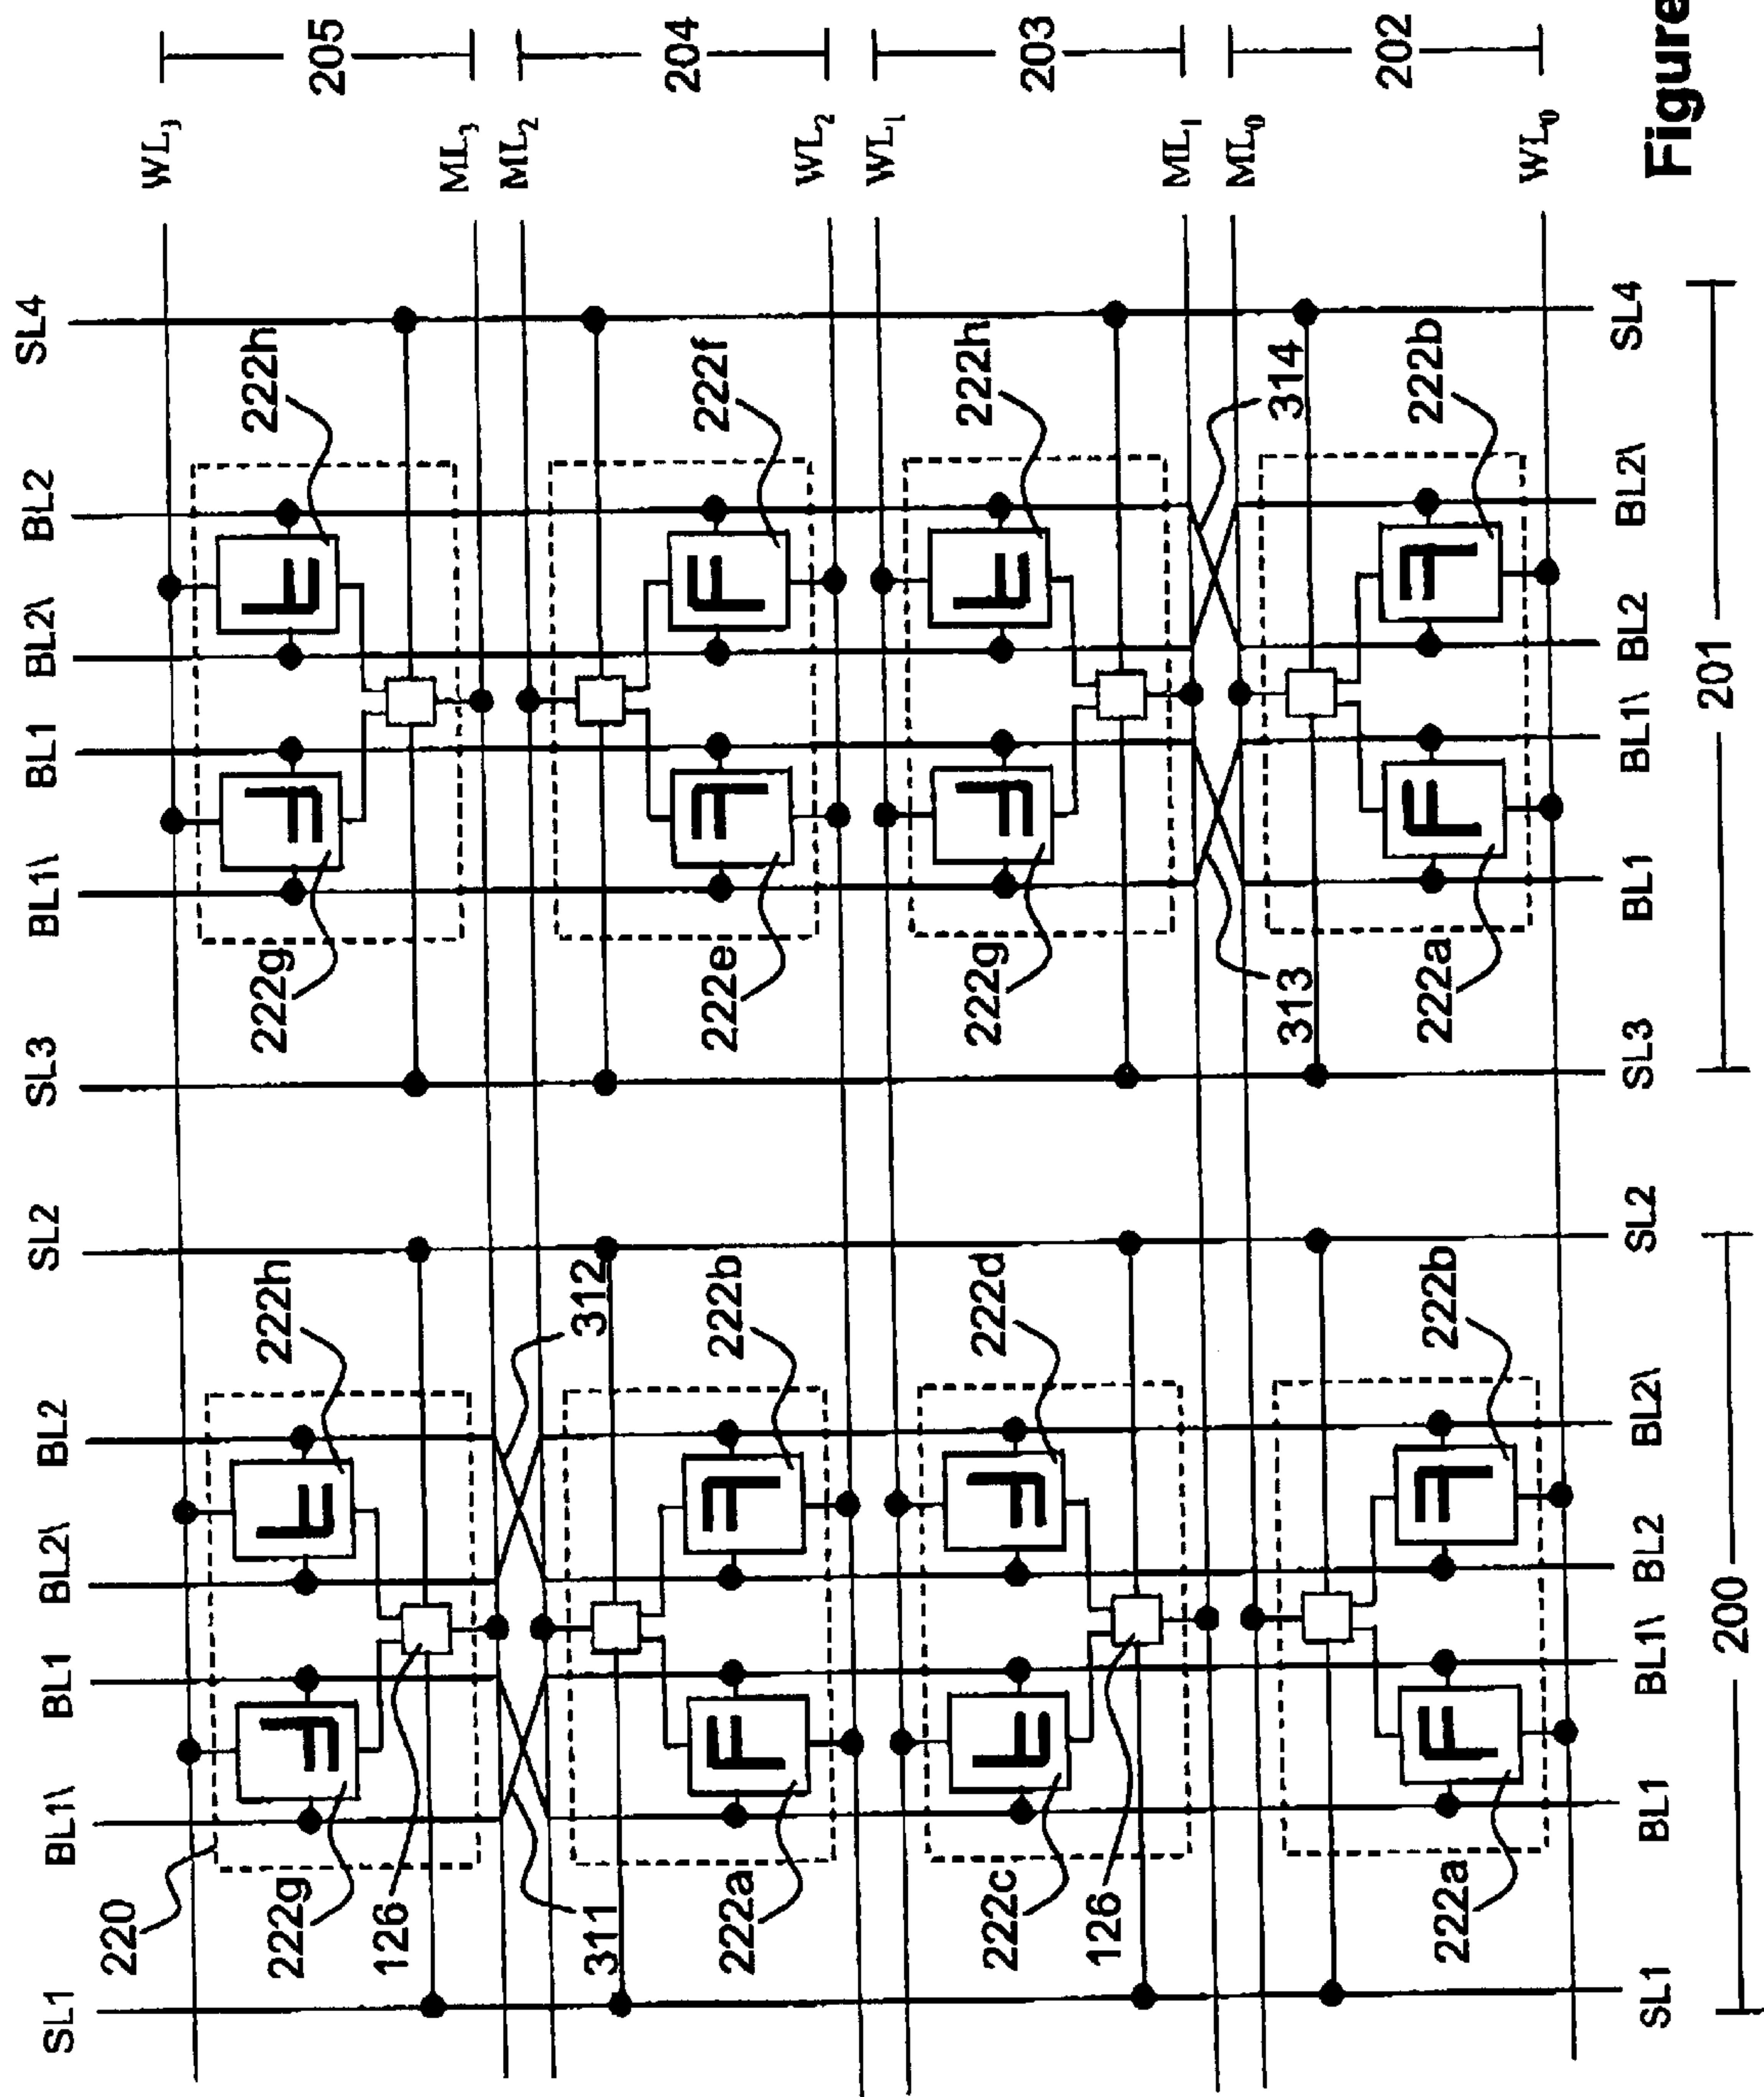 SL1 BL1\ BL1 BL2\ BL2 SL2 SL3 BL1\ BL1 BL2\ BL2 SL4
220
WL3
222g 222h 222g 222h
205
126
ML3
ML2
311 312
222a 222b 222e 222f
204
WL2
WL1
222c 222d 222g 222h
203
126
ML1
ML0
313 314
222a 222b 222a 222b
202
WL0
SL1 BL1 BL1\ BL2 BL2\ SL2 SL3 BL1 BL1\ BL2 BL2\ SL4
200 201
Figure